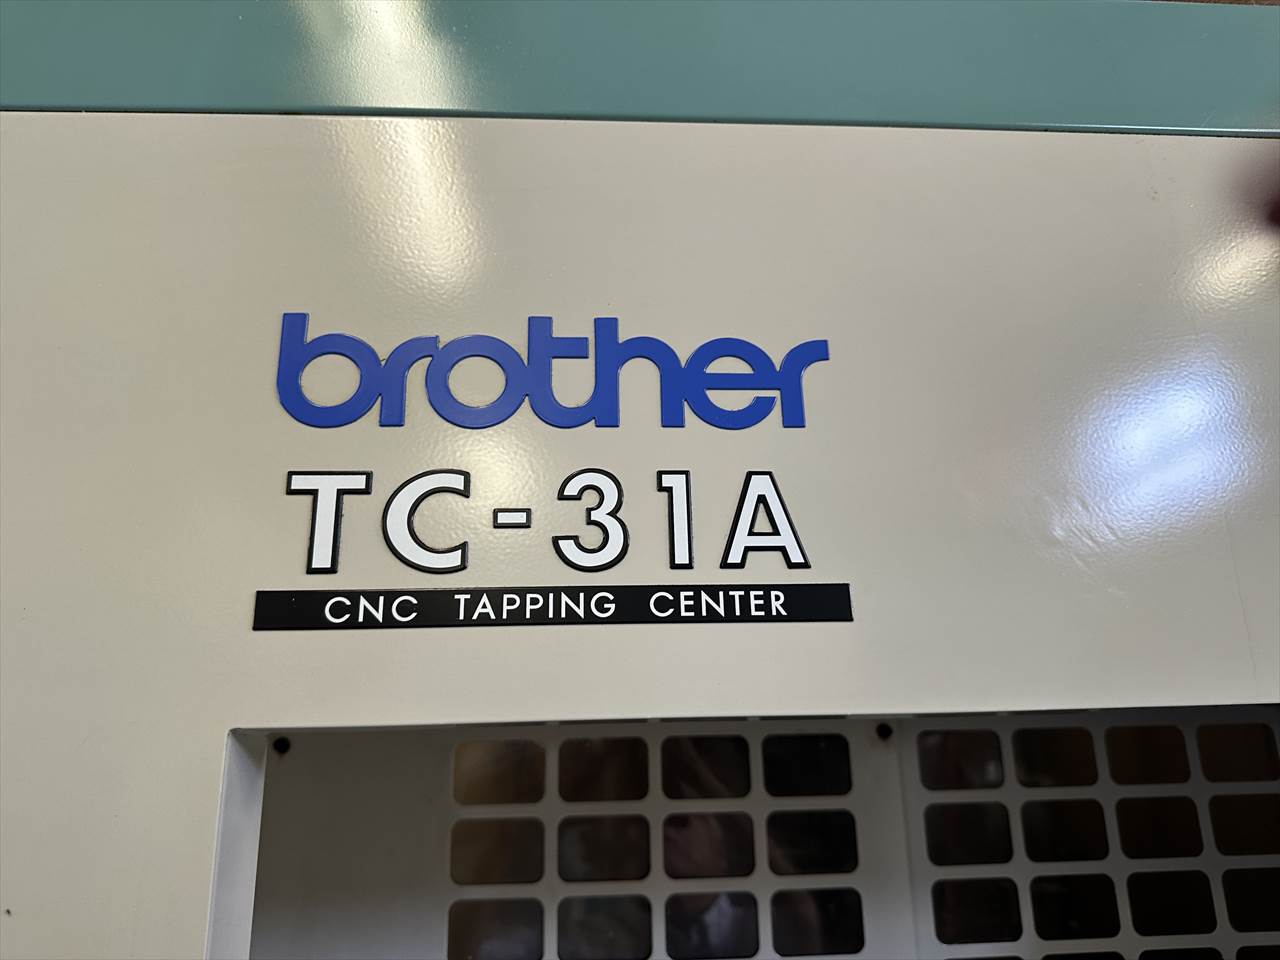 brother
TC-31A
CNC TAPPING CENTER